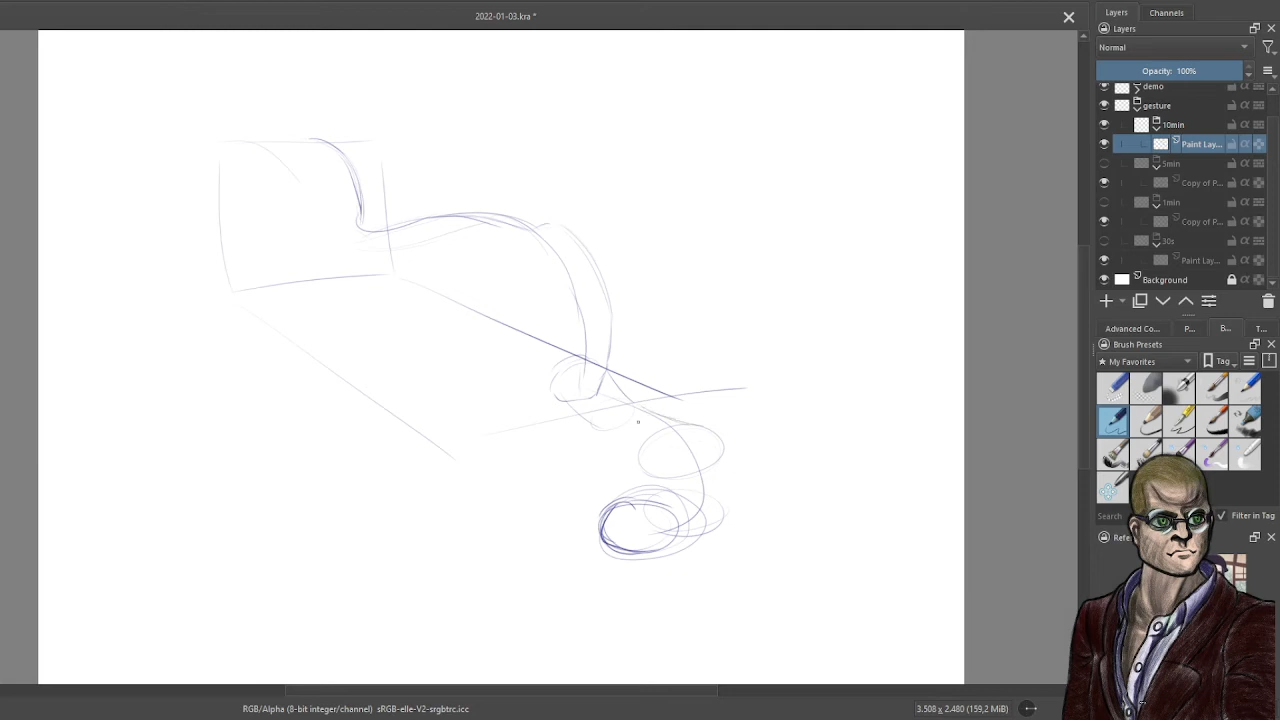 2022-01-03.kra *
Layers
Channels
Layers
Normal
Opacity: 100%
demo
gesture
10min
Paint Lay...
5min
Copy of P...
1min
Copy of P...
30s
Paint Lay...
Background
Advanced Co...
P...
B...
T...
Brush Presets
★ My Favorites
Tag
Search
Filter in Tag
Refe
RGB/Alpha (8-bit integer/channel) sRGB-elle-V2-srgbtrc.icc
3.508 x 2.480 (159,2 MiB)